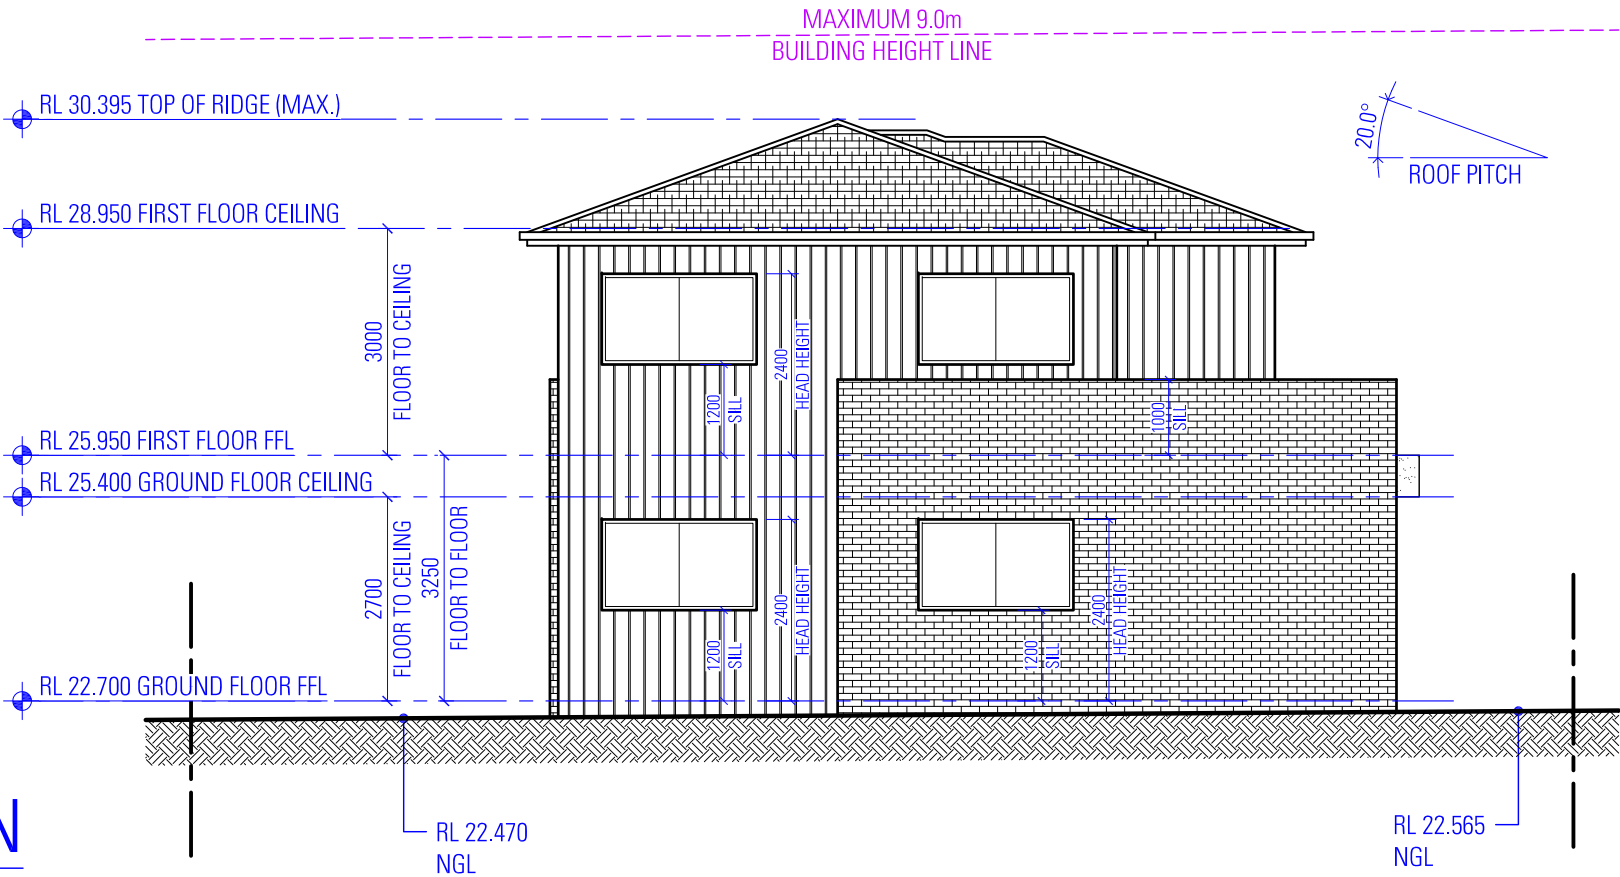 MAXIMUM 9.0m
BUILDING HEIGHT LINE
RL 30.395 TOP OF RIDGE (MAX.)
20.0°
ROOF PITCH
RL 28.950 FIRST FLOOR CEILING
3000
FLOOR TO CEILING
2400
HEAD HEIGHT
1200
SILL
1000
SILL
RL 25.950 FIRST FLOOR FFL
RL 25.400 GROUND FLOOR CEILING
2700
FLOOR TO CEILING
3250
FLOOR TO FLOOR
2400
HEAD HEIGHT
1200
SILL
2400
HEAD HEIGHT
1200
SILL
RL 22.700 GROUND FLOOR FFL
N
RL 22.470
NGL
RL 22.565
NGL